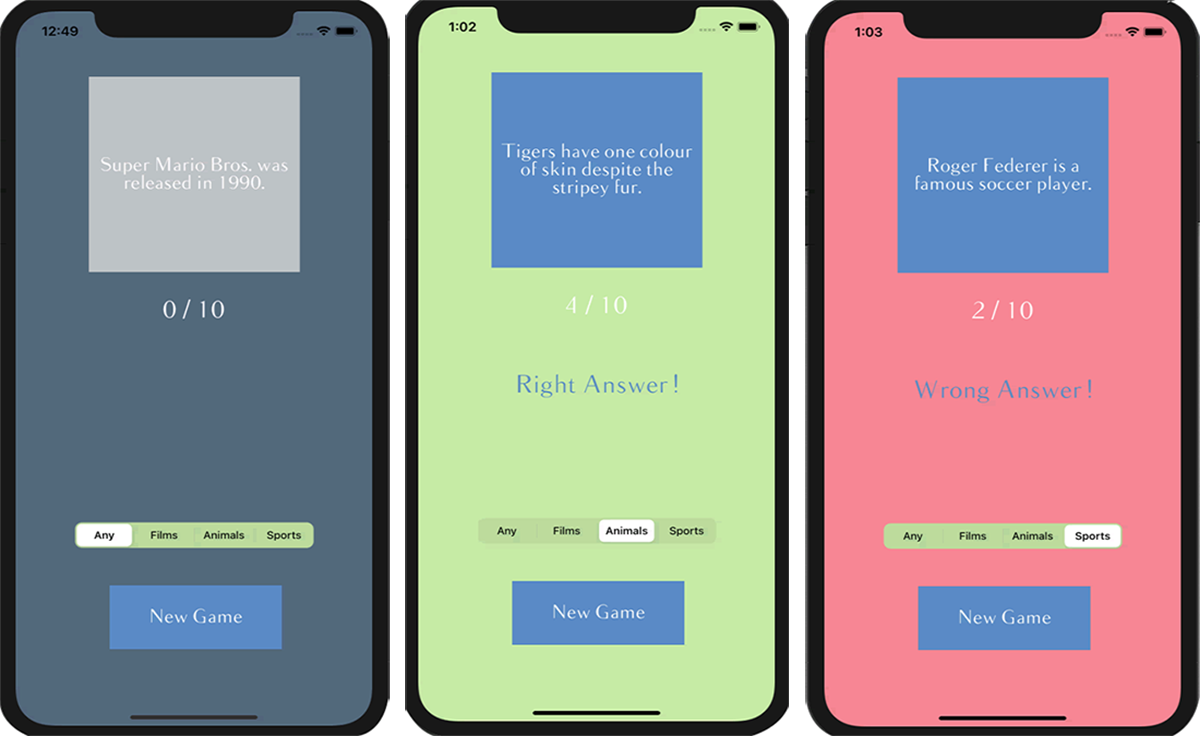 12:49
Super Mario Bros. was
released in 1990.
0 / 10
Any Films Animals Sports
New Game
1:02
Tigers have one colour
of skin despite the
stripey fur.
4 / 10
Right Answer!
Any Films Animals Sports
New Game
1:03
Roger Federer is a
famous soccer player.
2 / 10
Wrong Answer!
Any Films Animals Sports
New Game